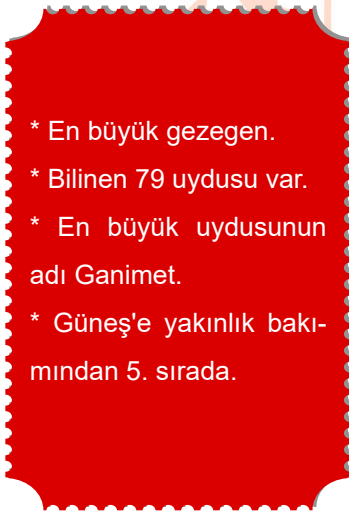 * En büyük gezegen.
* Bilinen 79 uydusu var.
* En büyük uydusunun
adı Ganimet.
* Güneş'e yakınlık bakı-
mından 5. sırada.